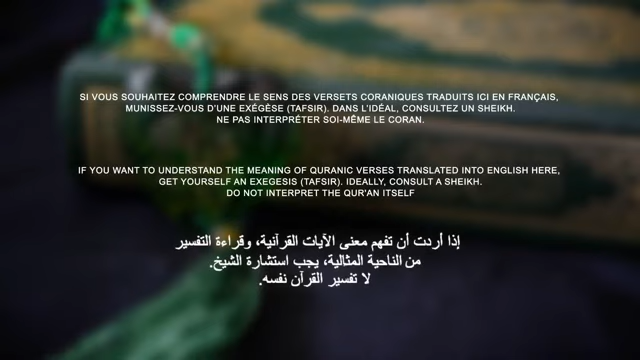 SI VOUS SOUHAITEZ COMPRENDRE LE SENS DES VERSETS CORANIQUES TRADUITS ICI EN FRANÇAIS,
MUNISSEZ-VOUS D'UNE EXÉGÈSE (TAFSIR). DANS L'IDÉAL, CONSULTEZ UN SHEIKH.
NE PAS INTERPRÉTER SOI-MÊME LE CORAN.
IF YOU WANT TO UNDERSTAND THE MEANING OF QURANIC VERSES TRANSLATED INTO ENGLISH HERE,
GET YOURSELF AN EXEGESIS (TAFSIR). IDEALLY, CONSULT A SHEIKH.
DO NOT INTERPRET THE QUR'AN ITSELF
إذا أردت أن تفهم معنى الآيات القرآنية، وقراءة التفسير
من الناحية المثالية، يجب استشارة الشيخ.
لا تفسير القرآن نفسه.